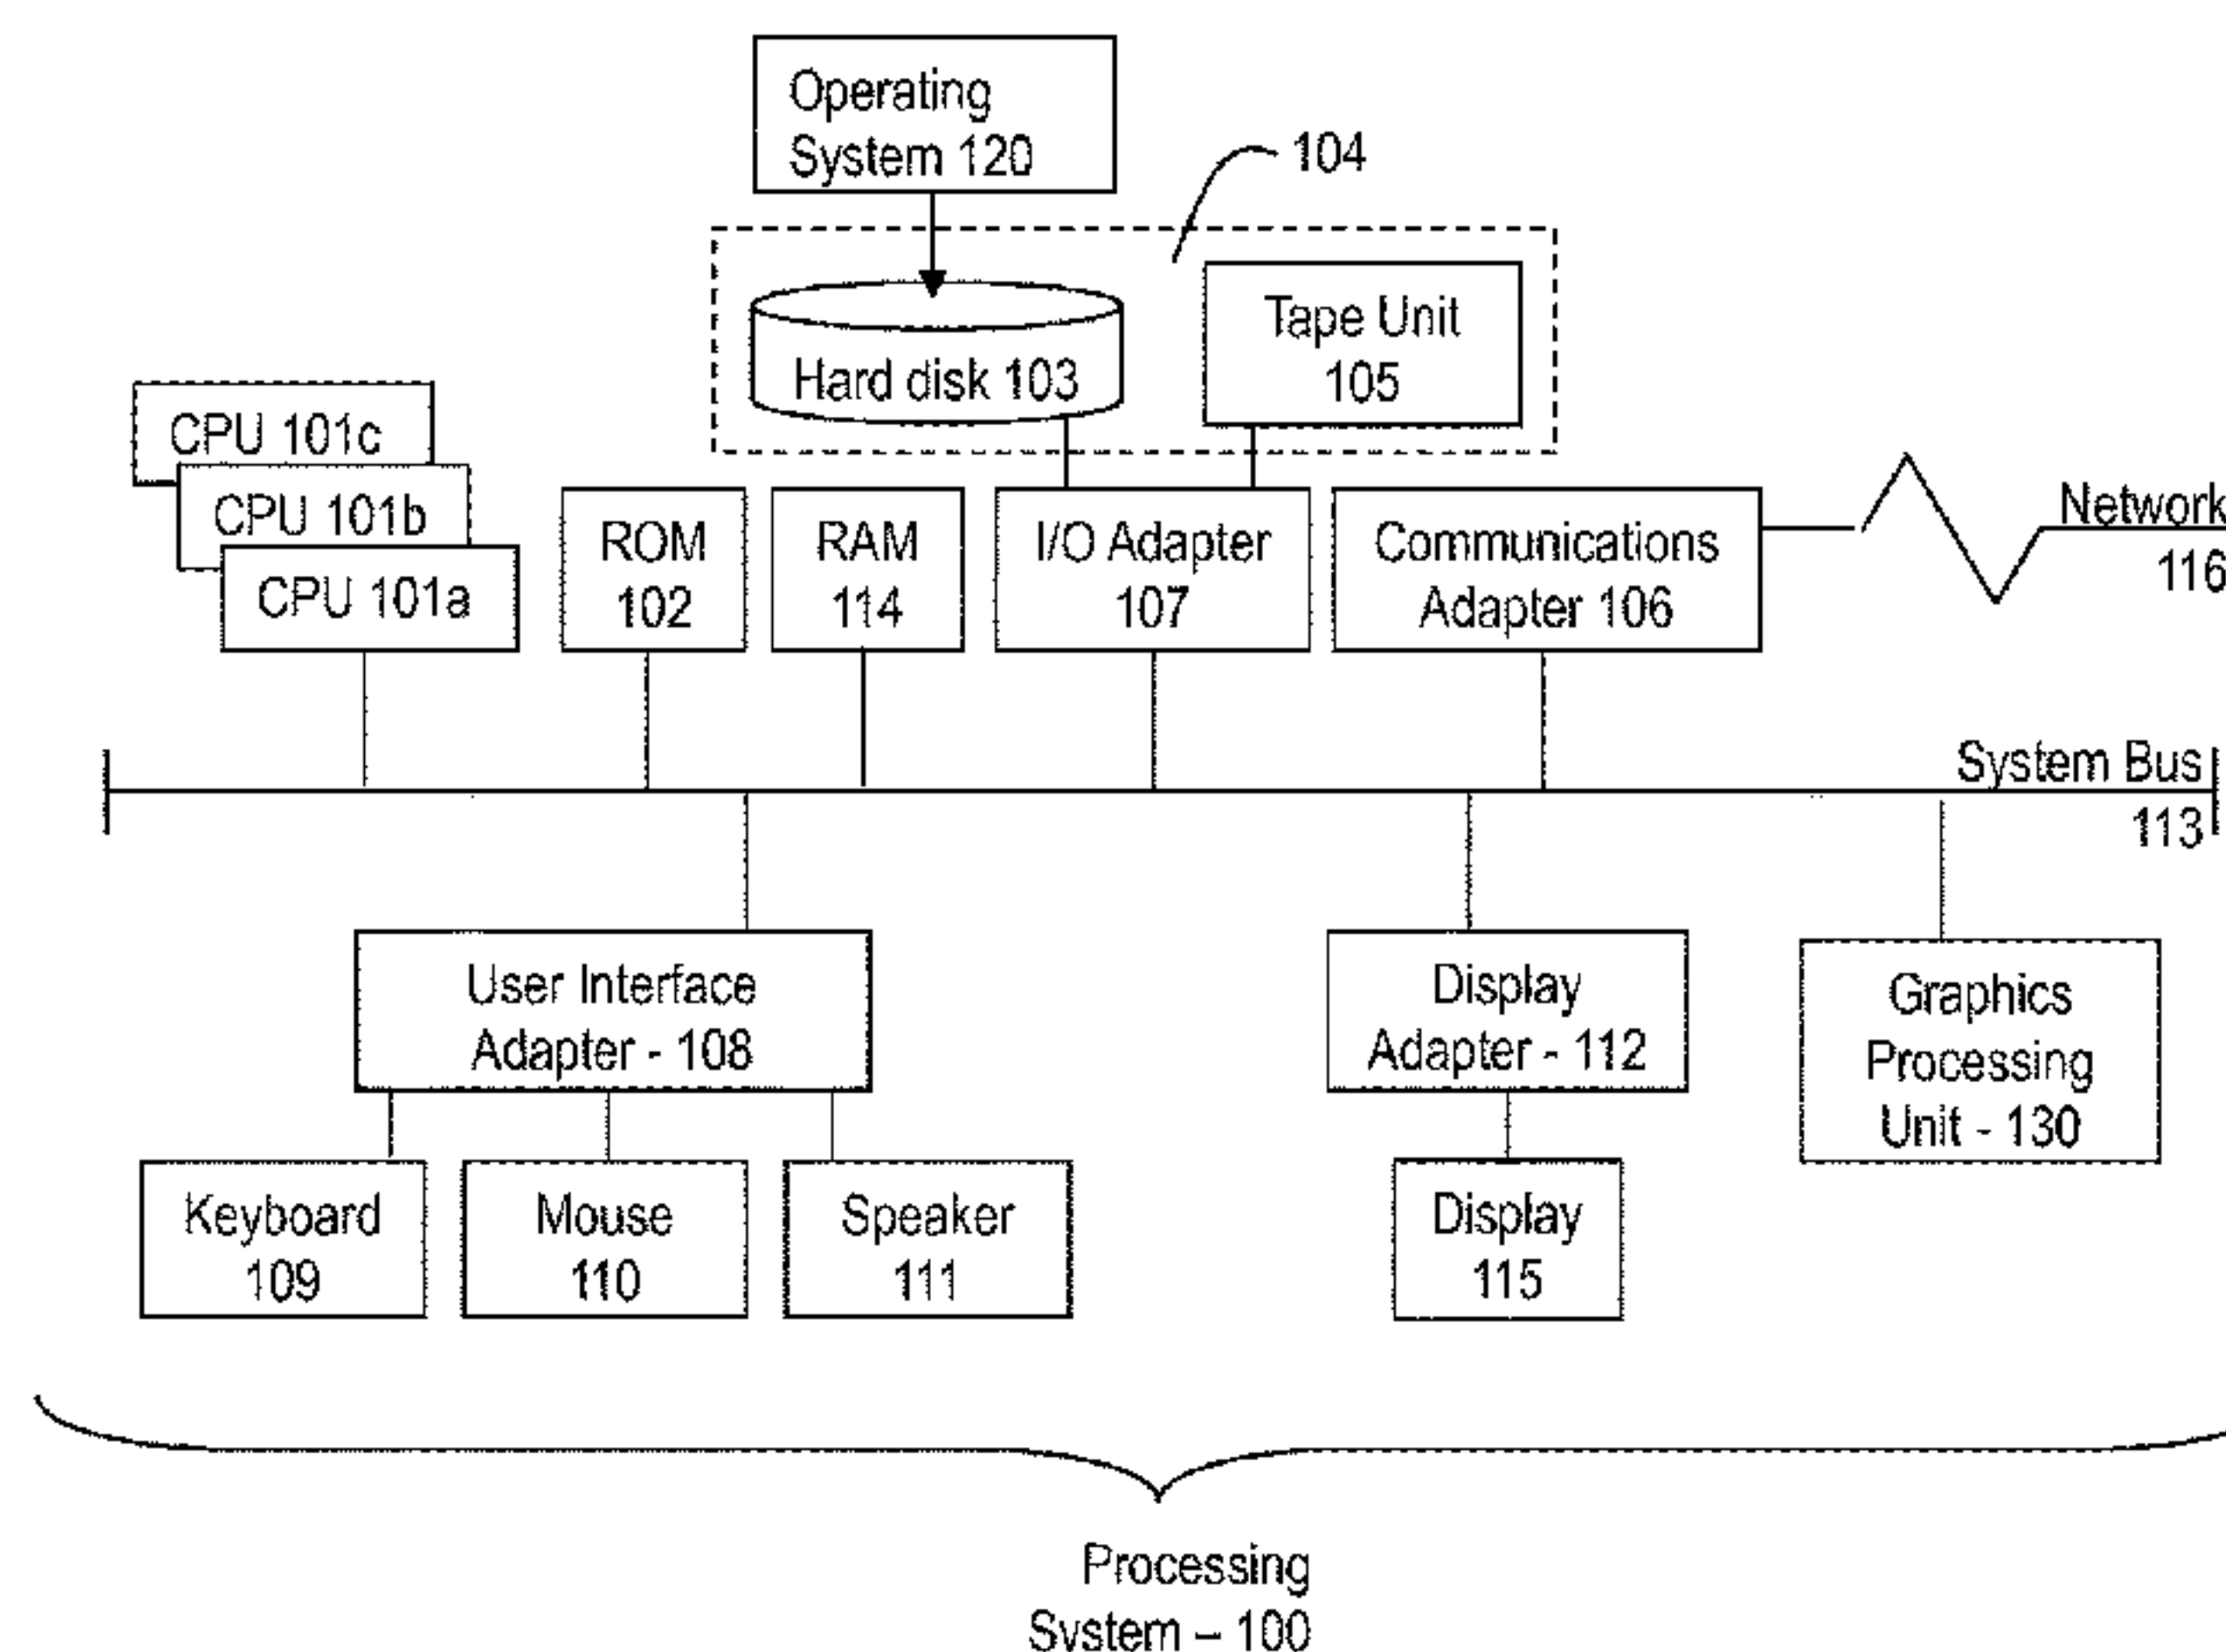 Operating
System 120
104
Hard disk 103
Tape Unit
105
CPU 101c
CPU 101b
CPU 101a
ROM
102
RAM
114
I/O Adapter
107
Communications
Adapter 106
Network
116
System Bus
113
User Interface
Adapter - 108
Display
Adapter - 112
Graphics
Processing
Unit - 130
Keyboard
109
Mouse
110
Speaker
111
Display
115
Processing
System – 100